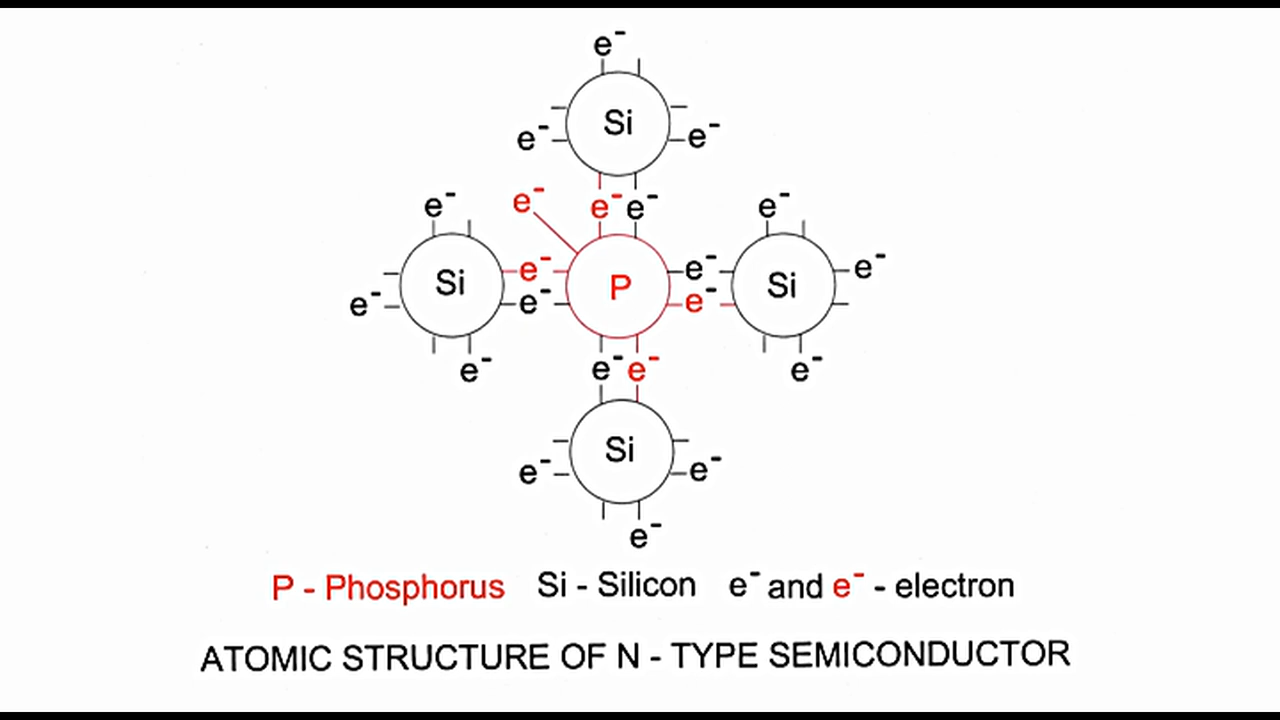 e⁻
Si
e⁻ e⁻
e⁻ e⁻ e⁻ e⁻ e⁻
Si e⁻ P e⁻ Si e⁻
e⁻ e⁻ e⁻
e⁻ e⁻ e⁻ e⁻
Si
e⁻ e⁻
e⁻
P - Phosphorus Si - Silicon e⁻ and e⁻ - electron
ATOMIC STRUCTURE OF N - TYPE SEMICONDUCTOR